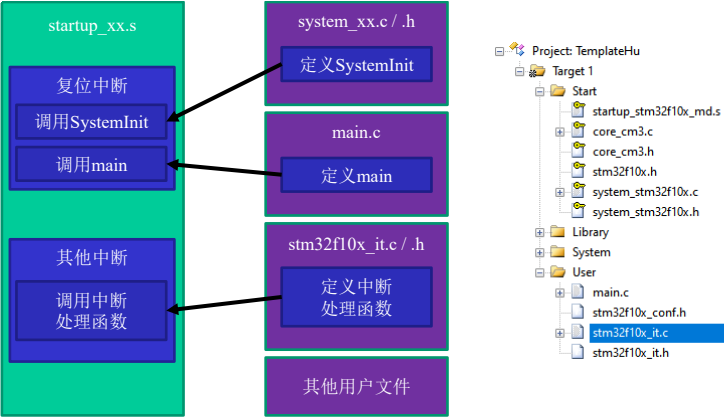 startup_xx.s
复位中断
调用SystemInit
调用main
其他中断
调用中断
处理函数
system_xx.c / .h
定义SystemInit
main.c
定义main
stm32f10x_it.c / .h
定义中断
处理函数
其他用户文件
Project: TemplateHu
Target 1
Start
startup_stm32f10x_md.s
core_cm3.c
core_cm3.h
stm32f10x.h
system_stm32f10x.c
system_stm32f10x.h
Library
System
User
main.c
stm32f10x_conf.h
stm32f10x_it.c
stm32f10x_it.h